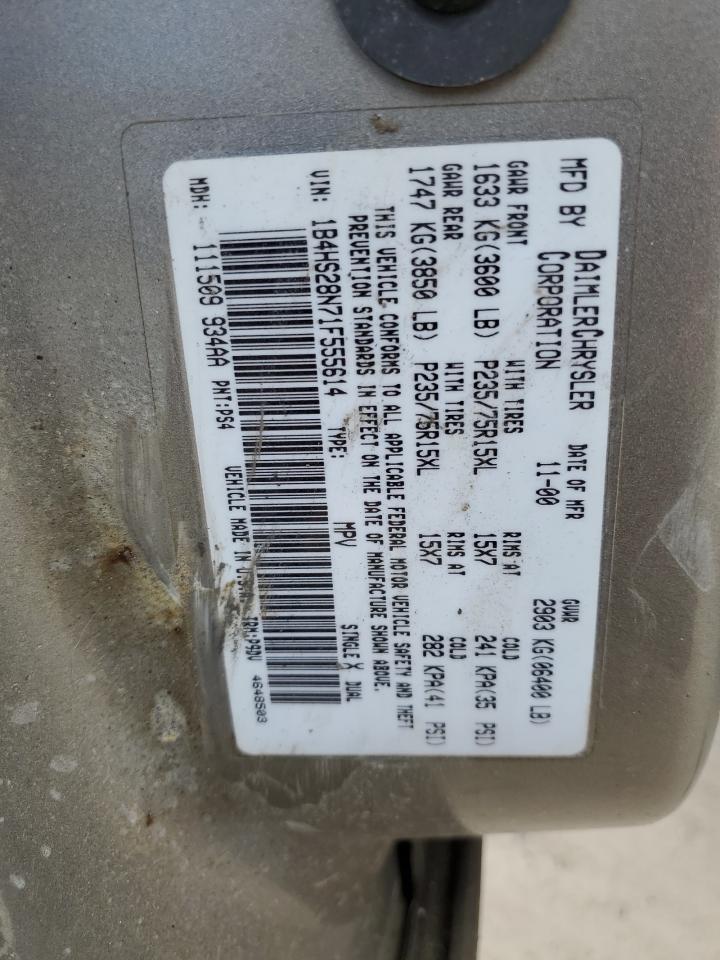 MFD BY DAIMLERCHRYSLER CORPORATION DATE OF MFR 11-00 GVWR 2903 KG(06400 LB)
GAWR FRONT WITH TIRES RIMS AT COLD
1633 KG(3600 LB) P235/75R15XL 15X7 241 KPA(35 PSI)
GAWR REAR WITH TIRES RIMS AT COLD
1747 KG(3850 LB) P235/75R15XL 15X7 282 KPA(41 PSI)
THIS VEHICLE CONFORMS TO ALL APPLICABLE FEDERAL MOTOR VEHICLE SAFETY AND THEFT
PREVENTION STANDARDS IN EFFECT ON THE DATE OF MANUFACTURE SHOWN ABOVE.
VIN: 1B4HS28N71F555614 TYPE: MPV SINGLE X DUAL
MDH: 111509 934AA PNT:PS4 VEHICLE MADE IN U.S.A. TRM:P9DV 4648503